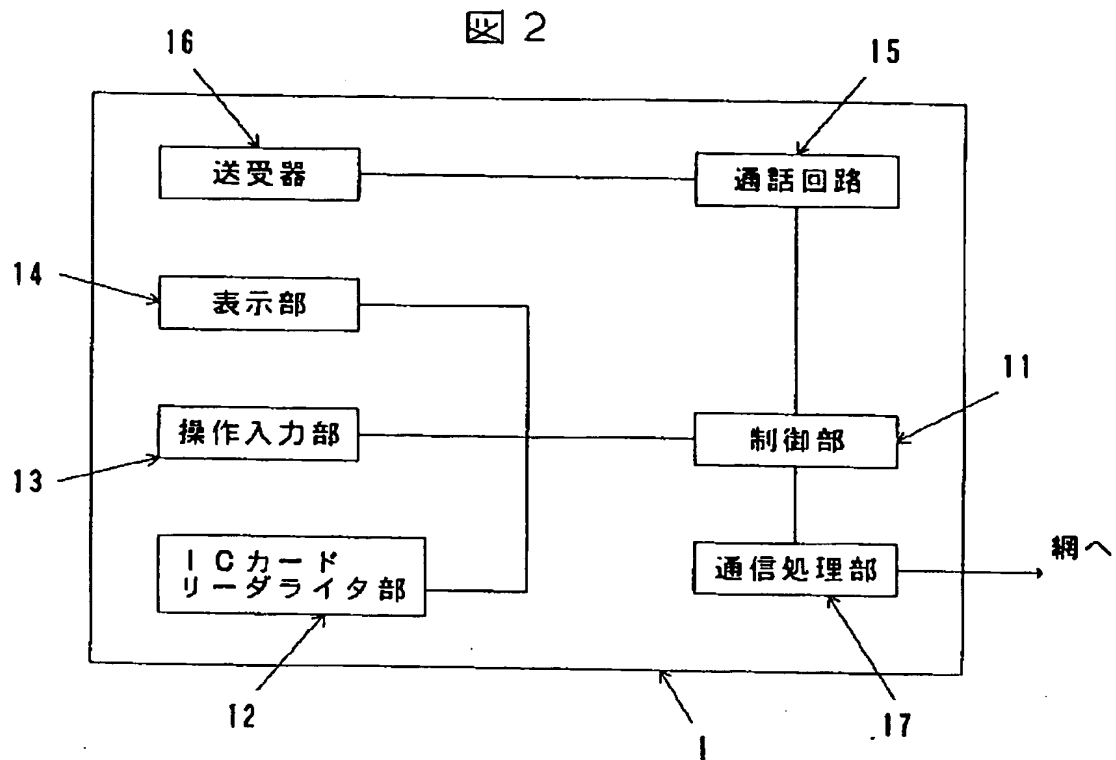 図2
16
15
送受器
通話回路
14
表示部
11
操作入力部
制御部
13
ICカード
リーダライタ部
通信処理部
網へ
12
17
1